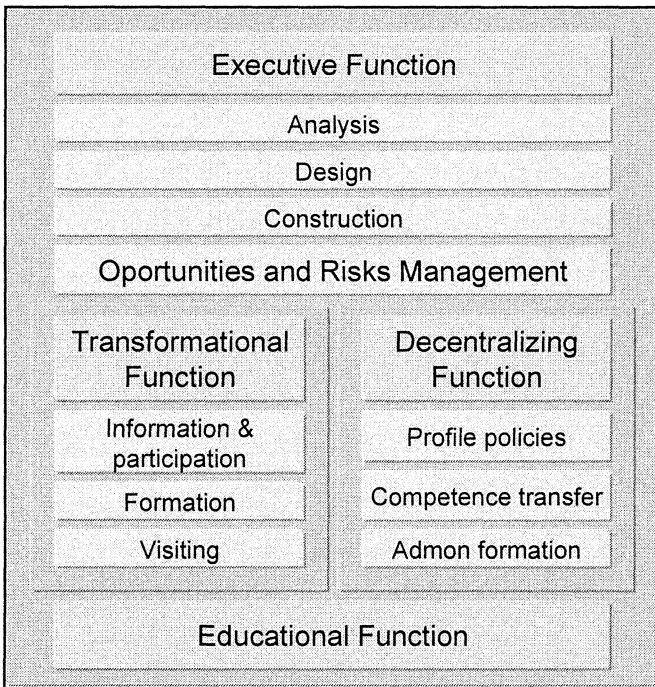 Executive Function
Analysis
Design
Construction
Oportunities and Risks Management
Transformational
Function
Information &
participation
Formation
Visiting
Decentralizing
Function
Profile policies
Competence transfer
Admon formation
Educational Function